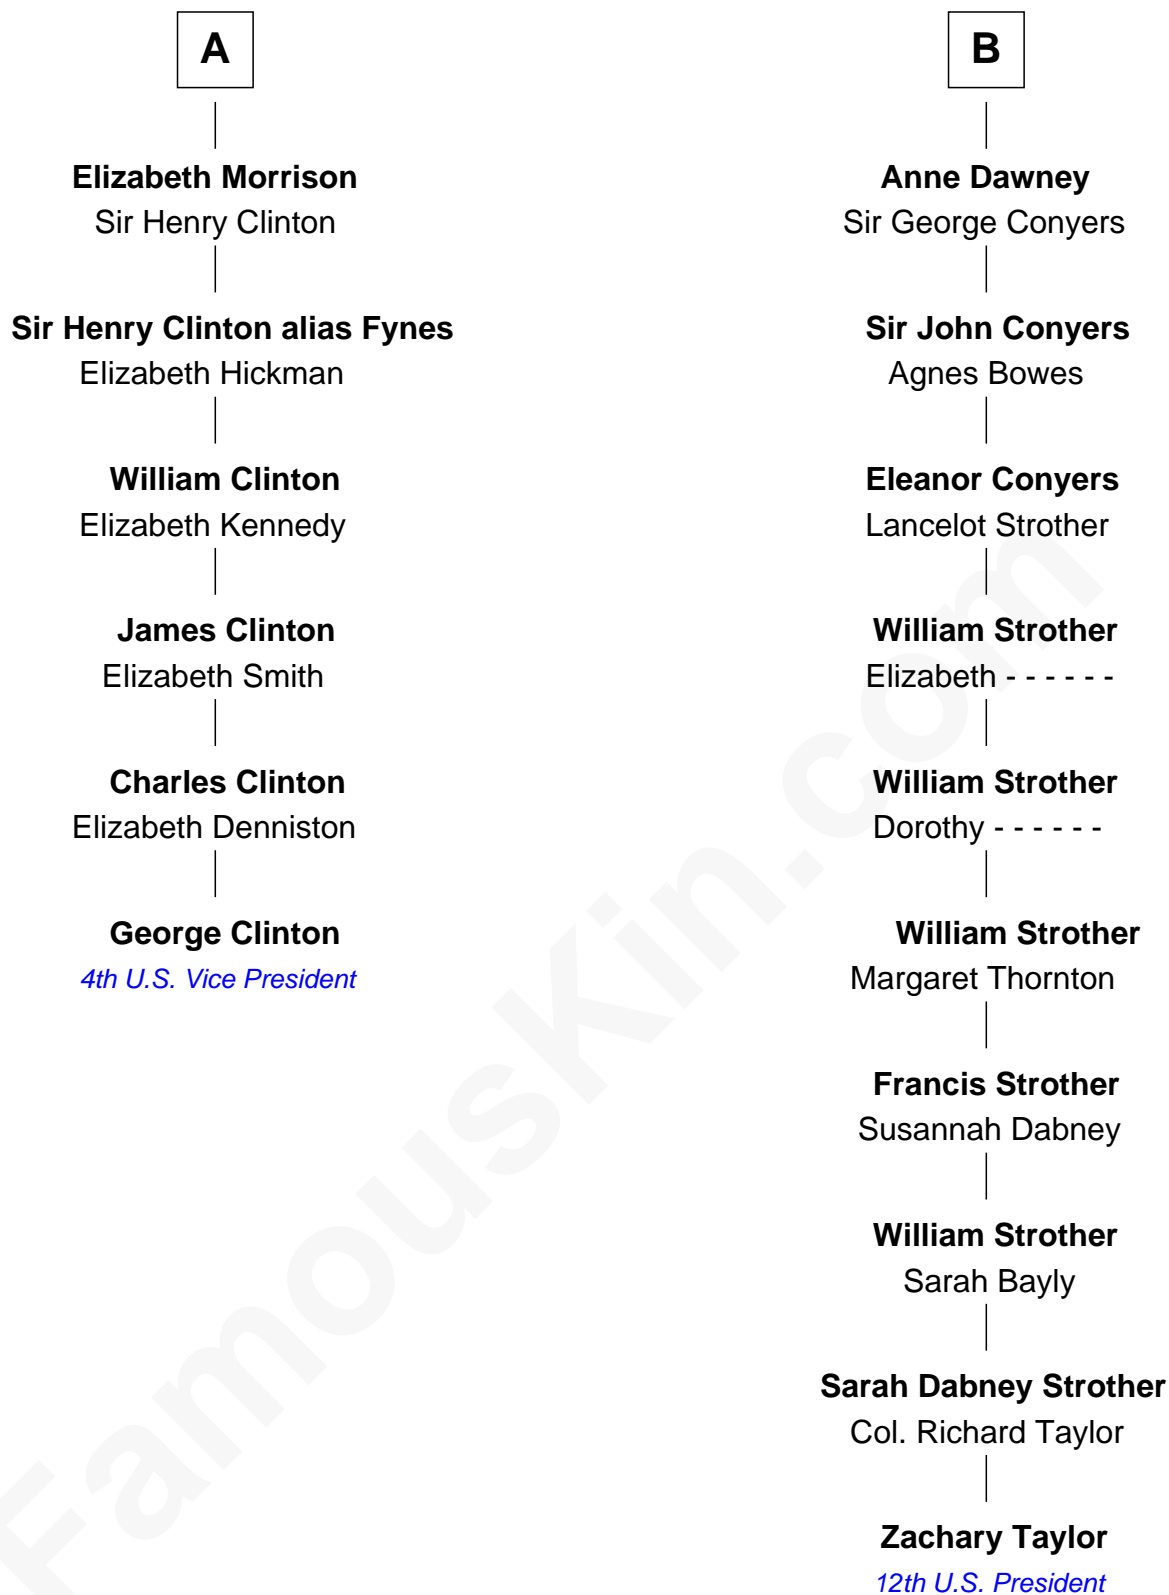 A
Elizabeth Morrison
Sir Henry Clinton
Sir Henry Clinton alias Fynes
Elizabeth Hickman
William Clinton
Elizabeth Kennedy
James Clinton
Elizabeth Smith
Charles Clinton
Elizabeth Denniston
George Clinton
4th U.S. Vice President
B
Anne Dawney
Sir George Conyers
Sir John Conyers
Agnes Bowes
Eleanor Conyers
Lancelot Strother
William Strother
Elizabeth - - - - - -
William Strother
Dorothy - - - - - -
William Strother
Margaret Thornton
Francis Strother
Susannah Dabney
William Strother
Sarah Bayly
Sarah Dabney Strother
Col. Richard Taylor
Zachary Taylor
12th U.S. President
FamousKin.com